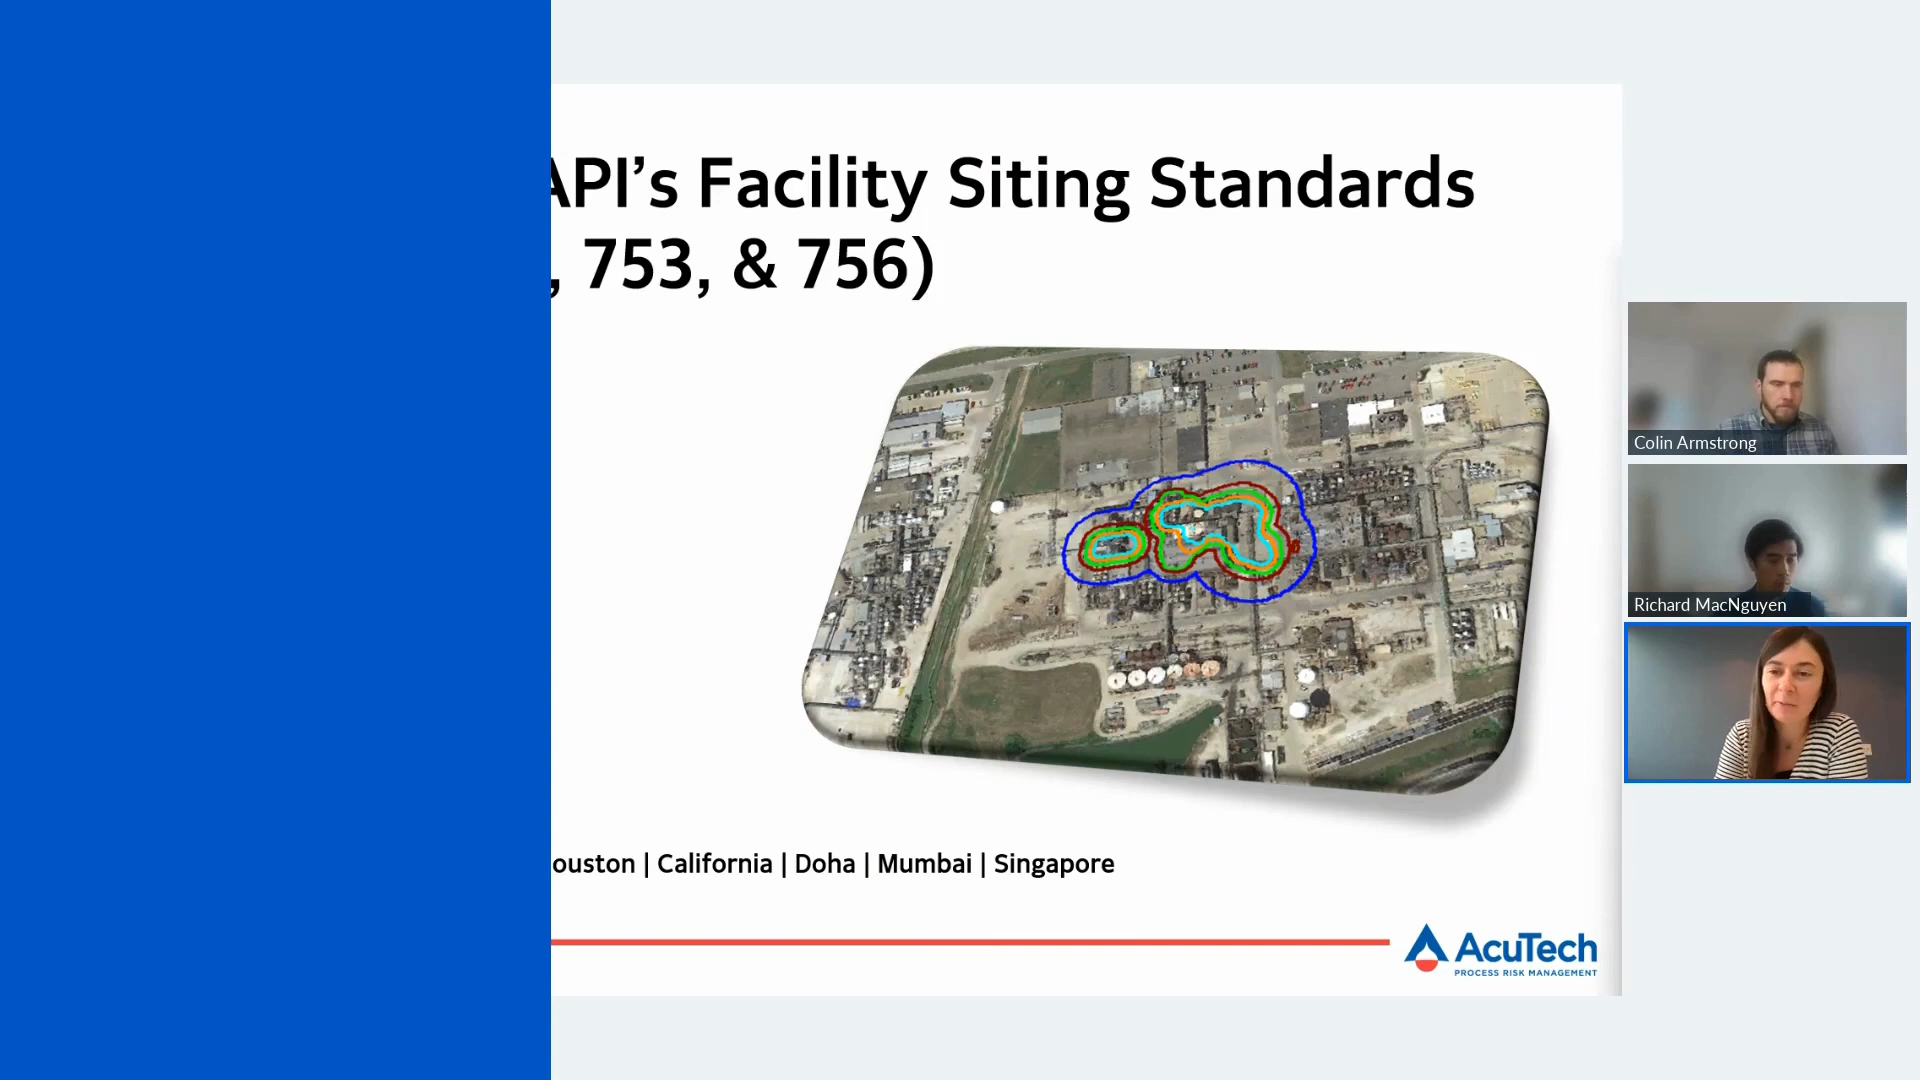 API's Facility Siting Standards
, 753, & 756)
Colin Armstrong
Richard MacNguyen
ouston | California | Doha | Mumbai | Singapore
AcuTech
PROCESS RISK MANAGEMENT